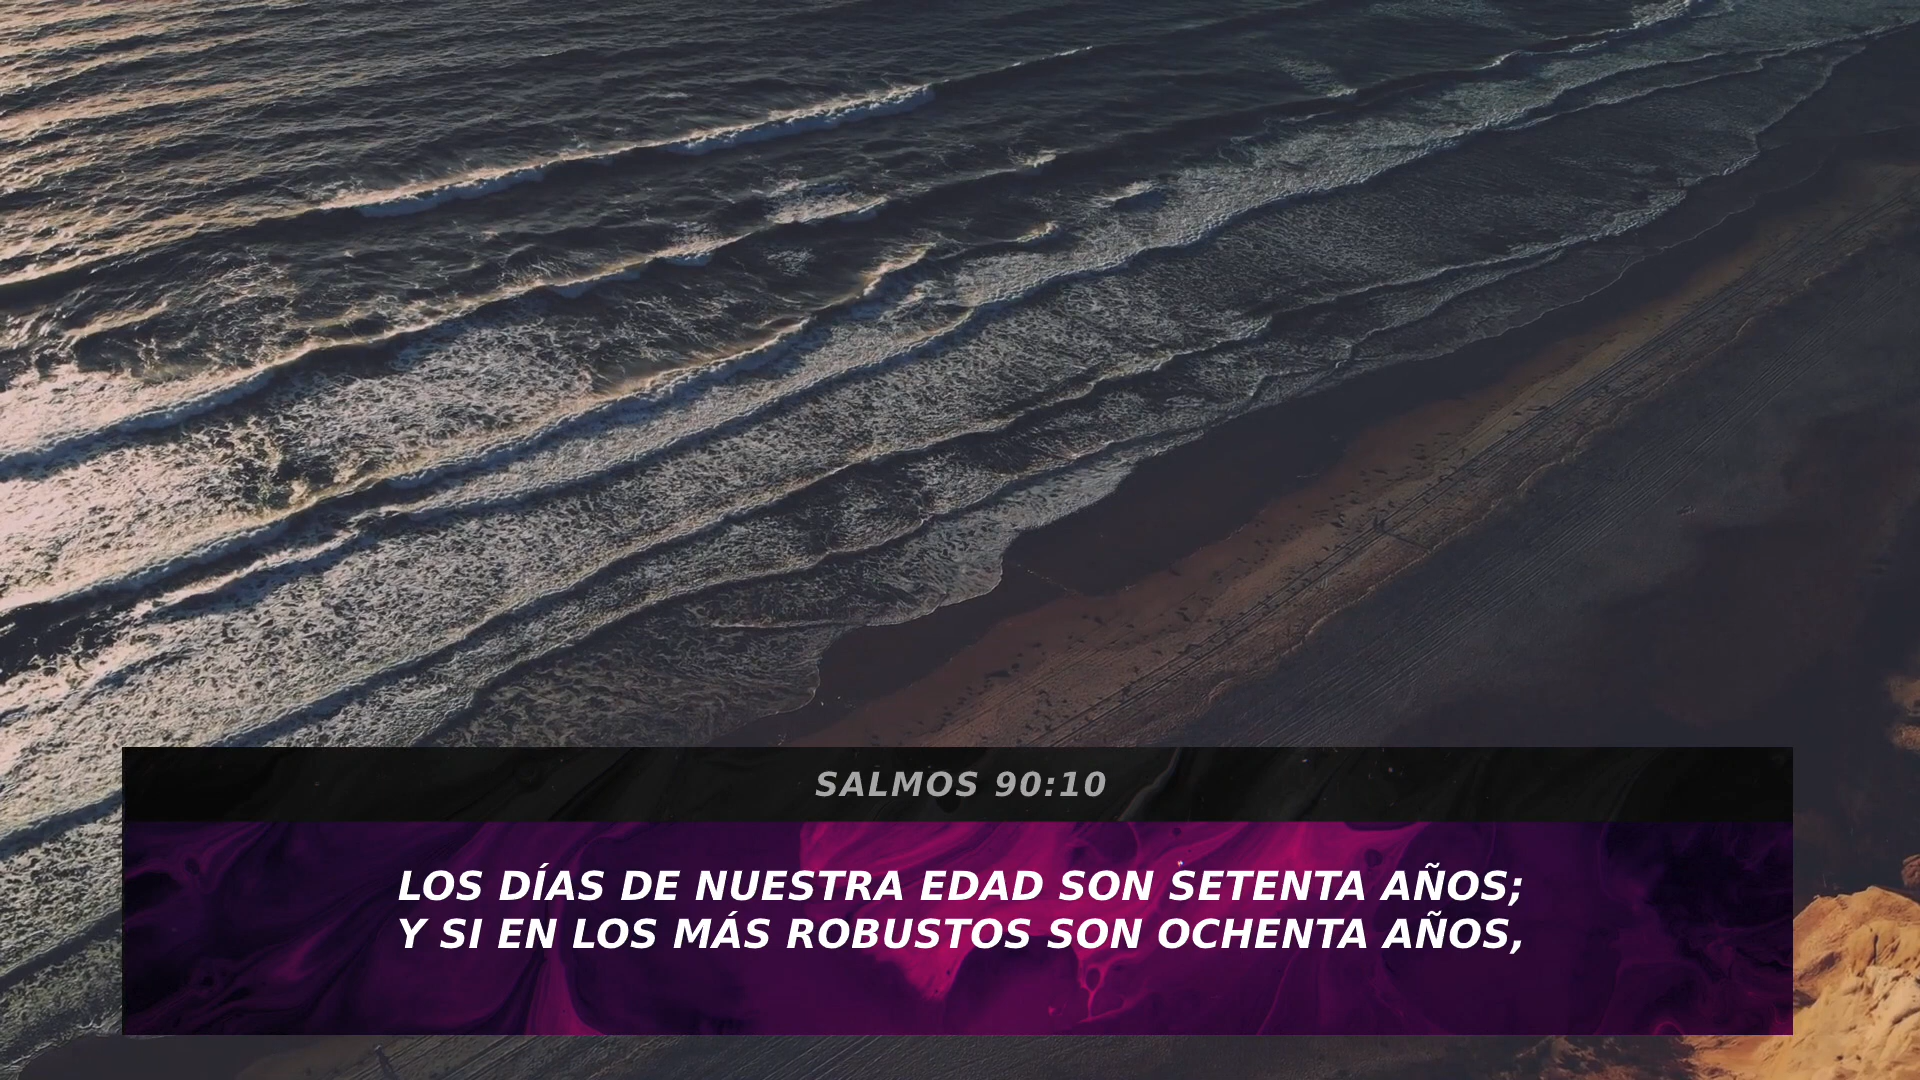 SALMOS 90:10
LOS DÍAS DE NUESTRA EDAD SON SETENTA AÑOS;
Y SI EN LOS MÁS ROBUSTOS SON OCHENTA AÑOS,